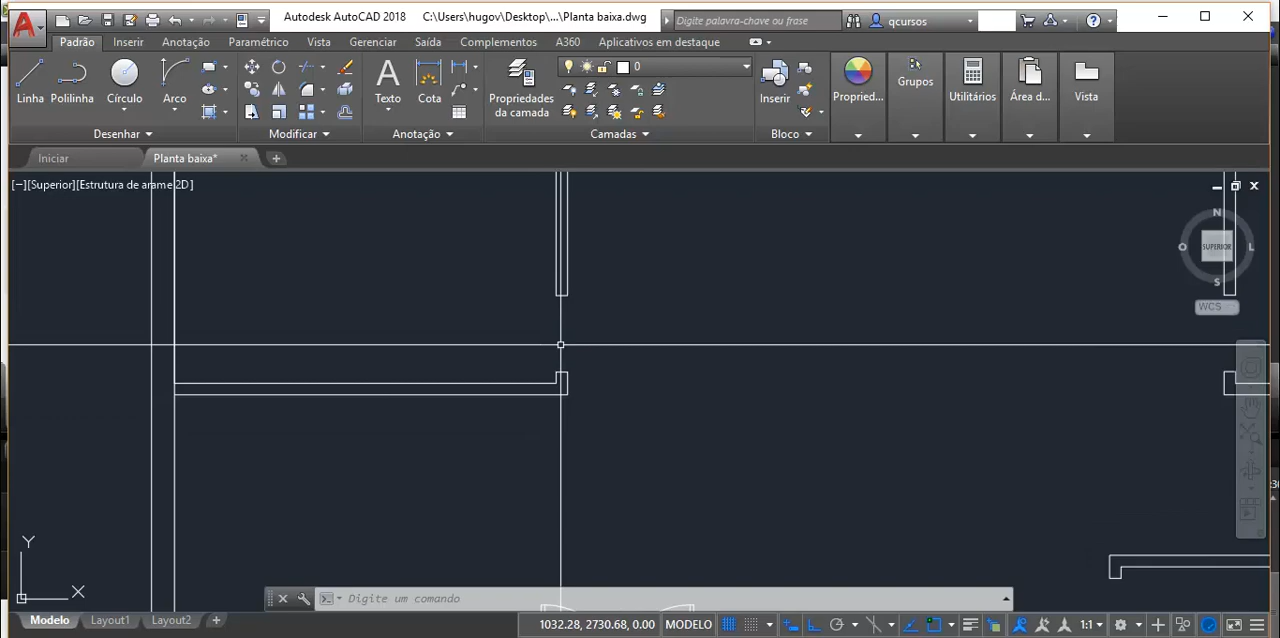 Autodesk AutoCAD 2018 C:\Users\hugov\Desktop\...\Planta baixa.dwg
Digite palavra-chave ou frase
qcursos
Padrão Inserir Anotação Paramétrico Vista Gerenciar Saída Complementos A360 Aplicativos em destaque
0
Linha Polilinha Círculo Arco
Texto Cota
Propriedades
da camada
Inserir
Propried... Grupos Utilitários Área d... Vista
Desenhar Modificar Anotação Camadas Bloco
Iniciar Planta baixa*
[−][Superior][Estrutura de arame 2D]
N
O SUPERIOR L
S
WCS
Y
X
Digite um comando
Modelo Layout1 Layout2
1032.28, 2730.68, 0.00 MODELO 1:1